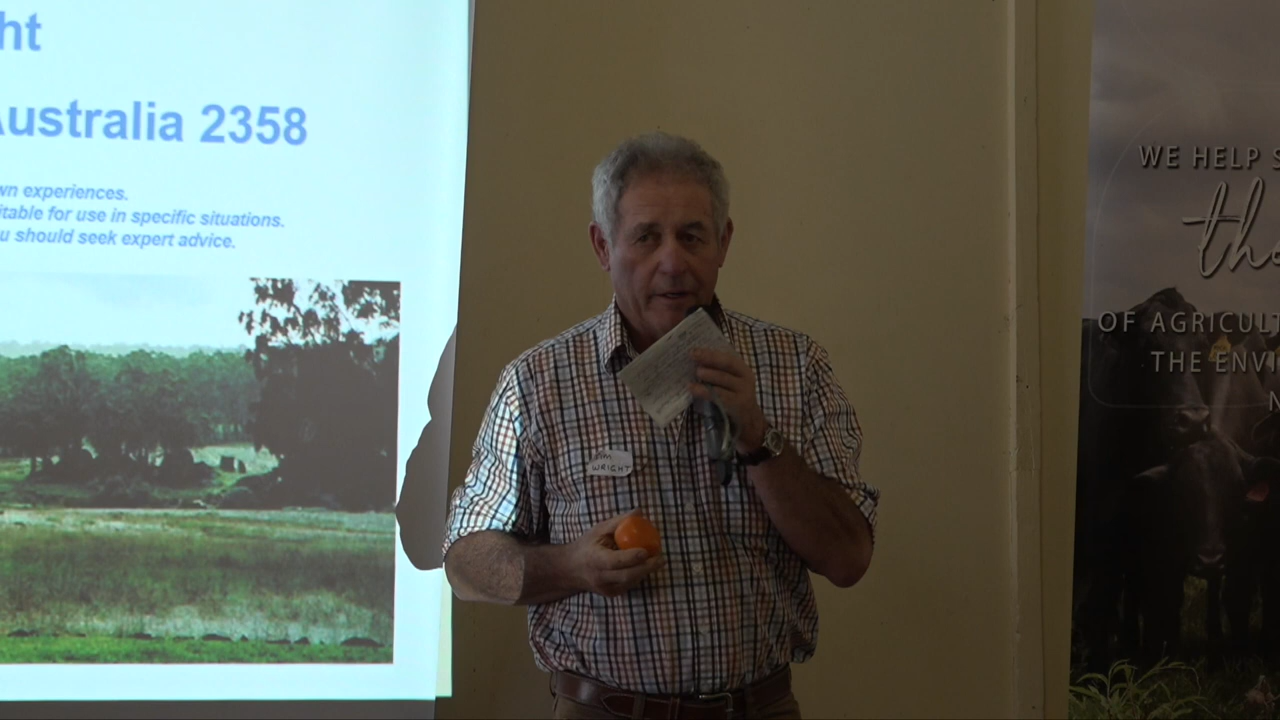 ht
Australia 2358
wn experiences.
itable for use in specific situations.
u should seek expert advice.
WRIGHT
WE HELP S
the
OF AGRICULT
THE ENVI
N